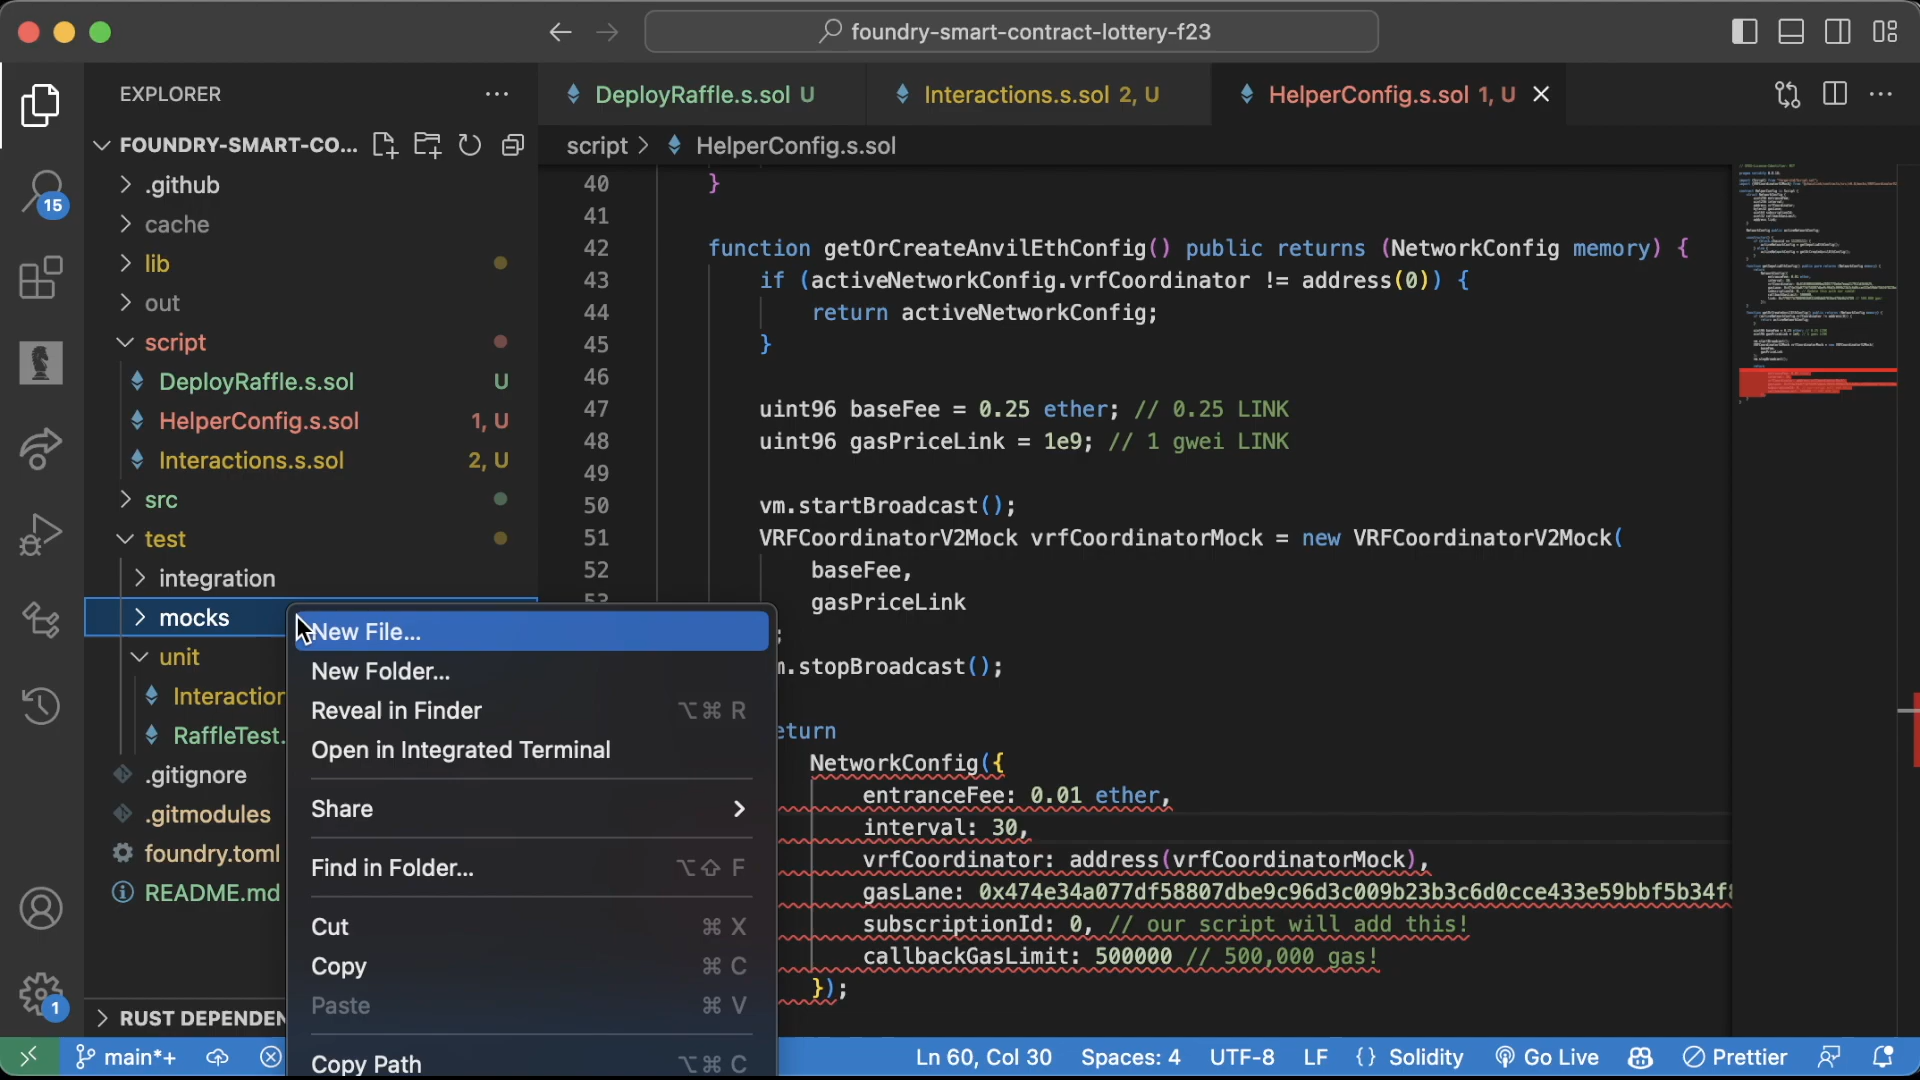 foundry-smart-contract-lottery-f23
EXPLORER
FOUNDRY-SMART-CO...
.github
cache
lib
out
script
DeployRaffle.s.sol U
HelperConfig.s.sol 1, U
Interactions.s.sol 2, U
src
test
integration
mocks
unit
Interaction
RaffleTest.
.gitignore
.gitmodules
foundry.toml
README.md
RUST DEPENDEN
15
1
New File...
New Folder...
Reveal in Finder ⌥⌘ R
Open in Integrated Terminal
Share
Find in Folder... ⌥⇧ F
Cut ⌘ X
Copy ⌘ C
Paste ⌘ V
Copy Path ⌥⌘ C
DeployRaffle.s.sol U
Interactions.s.sol 2, U
HelperConfig.s.sol 1, U
script > HelperConfig.s.sol
40 }
41
42 function getOrCreateAnvilEthConfig() public returns (NetworkConfig memory) {
43 if (activeNetworkConfig.vrfCoordinator != address(0)) {
44 return activeNetworkConfig;
45 }
46
47 uint96 baseFee = 0.25 ether; // 0.25 LINK
48 uint96 gasPriceLink = 1e9; // 1 gwei LINK
49
50 vm.startBroadcast();
51 VRFCoordinatorV2Mock vrfCoordinatorMock = new VRFCoordinatorV2Mock(
52 baseFee,
53 gasPriceLink
;
m.stopBroadcast();
eturn
NetworkConfig({
entranceFee: 0.01 ether,
interval: 30,
vrfCoordinator: address(vrfCoordinatorMock),
gasLane: 0x474e34a077df58807dbe9c96d3c009b23b3c6d0cce433e59bbf5b34f
subscriptionId: 0, // our script will add this!
callbackGasLimit: 500000 // 500,000 gas!
});
main*+
Ln 60, Col 30 Spaces: 4 UTF-8 LF {} Solidity Go Live Prettier